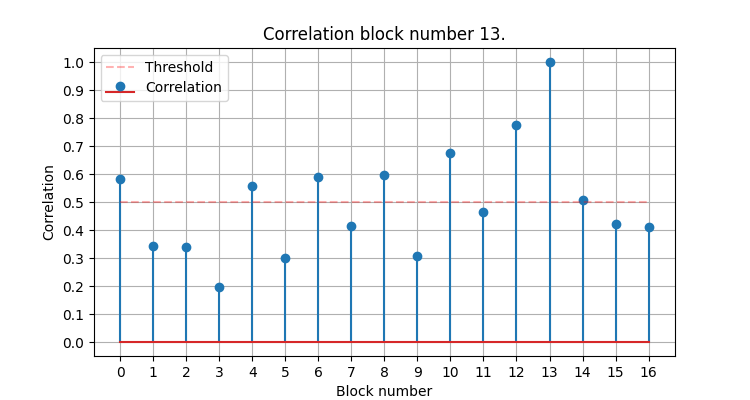 Correlation block number 13.
Threshold
Correlation
Correlation
1.0
0.9
0.8
0.7
0.6
0.5
0.4
0.3
0.2
0.1
0.0
0 1 2 3 4 5 6 7 8 9 10 11 12 13 14 15 16
Block number